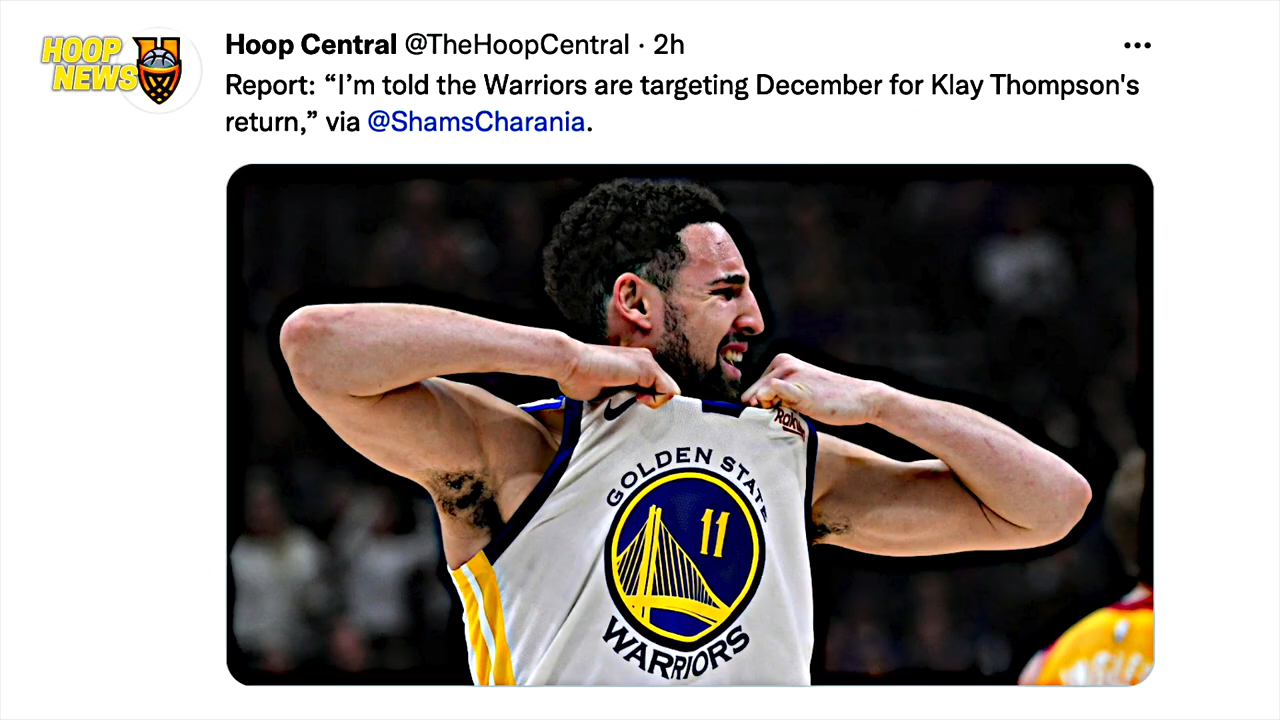 HOOP
NEWS
Hoop Central @TheHoopCentral · 2h
Report: “I’m told the Warriors are targeting December for Klay Thompson's
return,” via @ShamsCharania.
GOLDEN STATE
11
WARRIORS